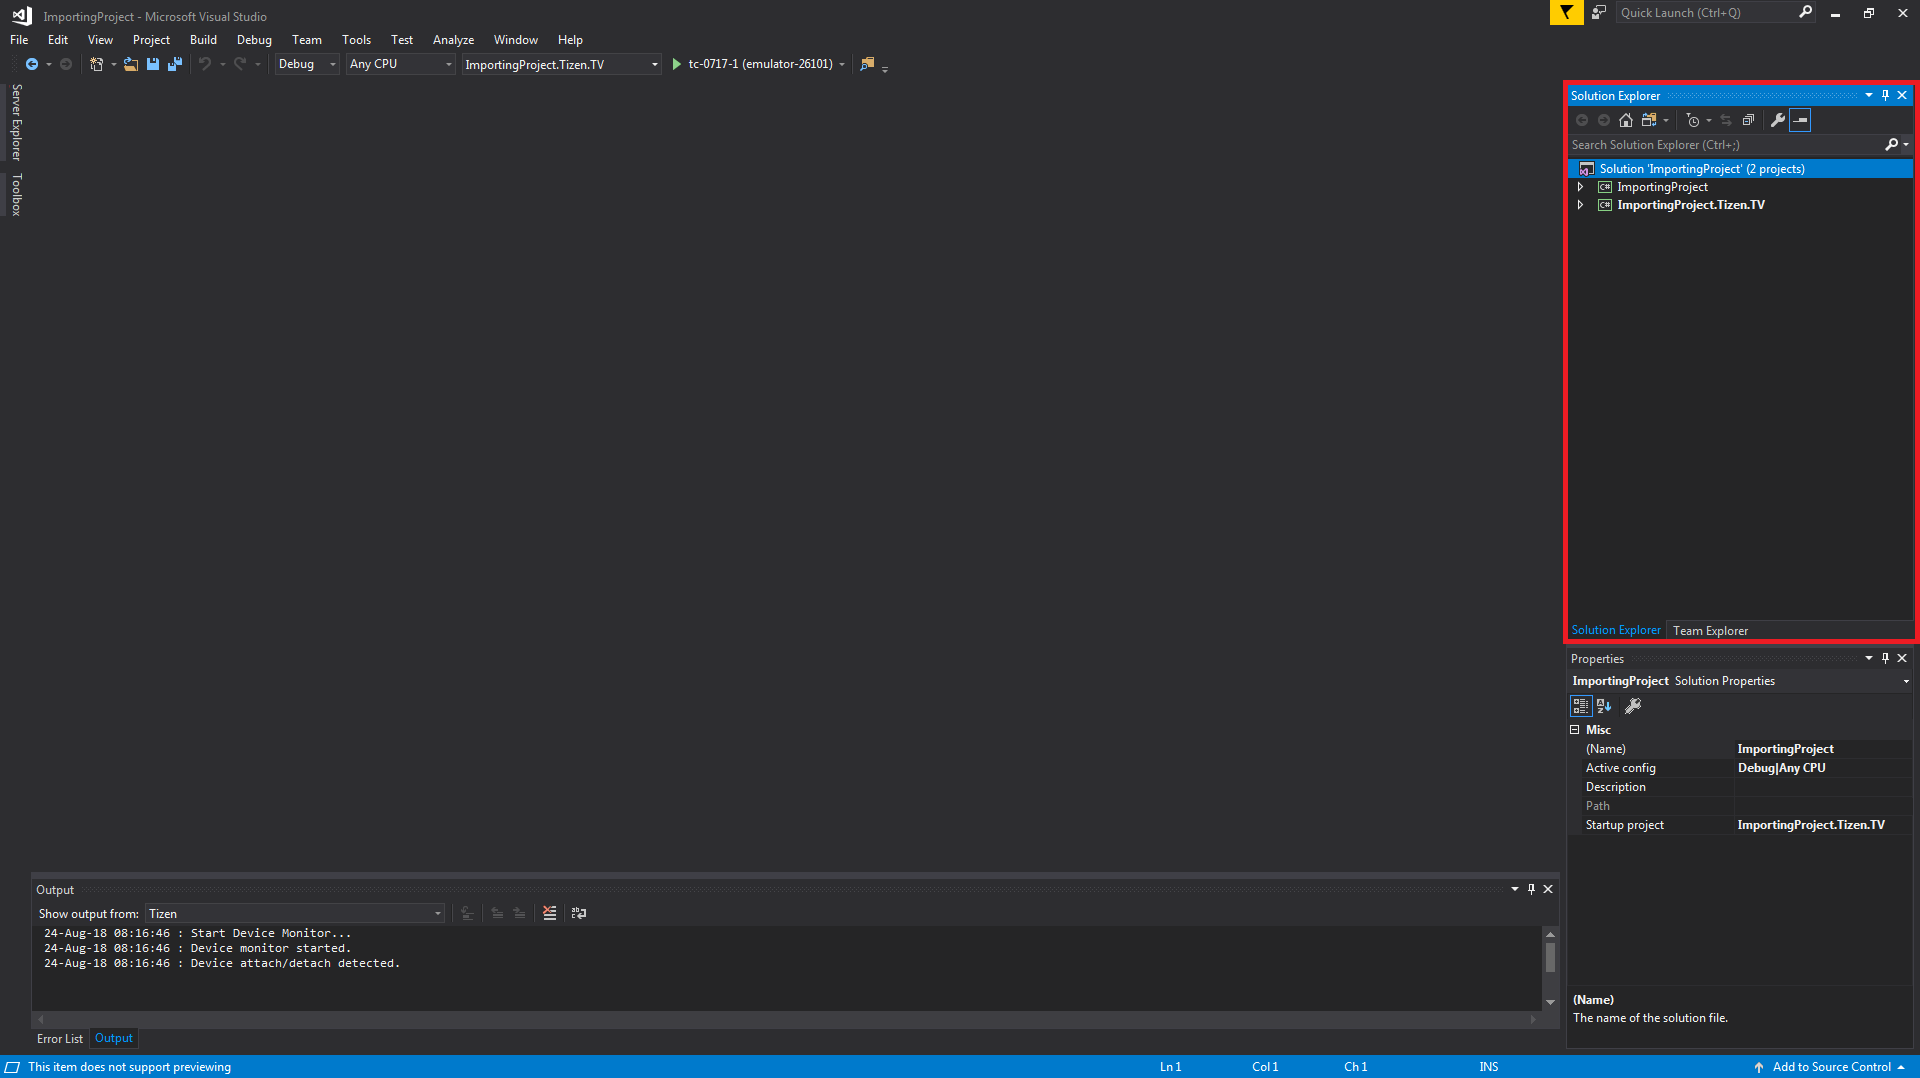 ImportingProject - Microsoft Visual Studio
Quick Launch (Ctrl+Q)
File Edit View Project Build Debug Team Tools Test Analyze Window Help
Debug Any CPU ImportingProject.Tizen.TV tc-0717-1 (emulator-26101)
Server Explorer
Toolbox
Solution Explorer
Search Solution Explorer (Ctrl+;)
Solution 'ImportingProject' (2 projects)
C# ImportingProject
C# ImportingProject.Tizen.TV
Solution Explorer Team Explorer
Properties
ImportingProject Solution Properties
Misc
(Name) ImportingProject
Active config Debug|Any CPU
Description
Path
Startup project ImportingProject.Tizen.TV
(Name)
The name of the solution file.
Output
Show output from: Tizen
24-Aug-18 08:16:46 : Start Device Monitor...
24-Aug-18 08:16:46 : Device monitor started.
24-Aug-18 08:16:46 : Device attach/detach detected.
Error List Output
This item does not support previewing Ln 1 Col 1 Ch 1 INS Add to Source Control